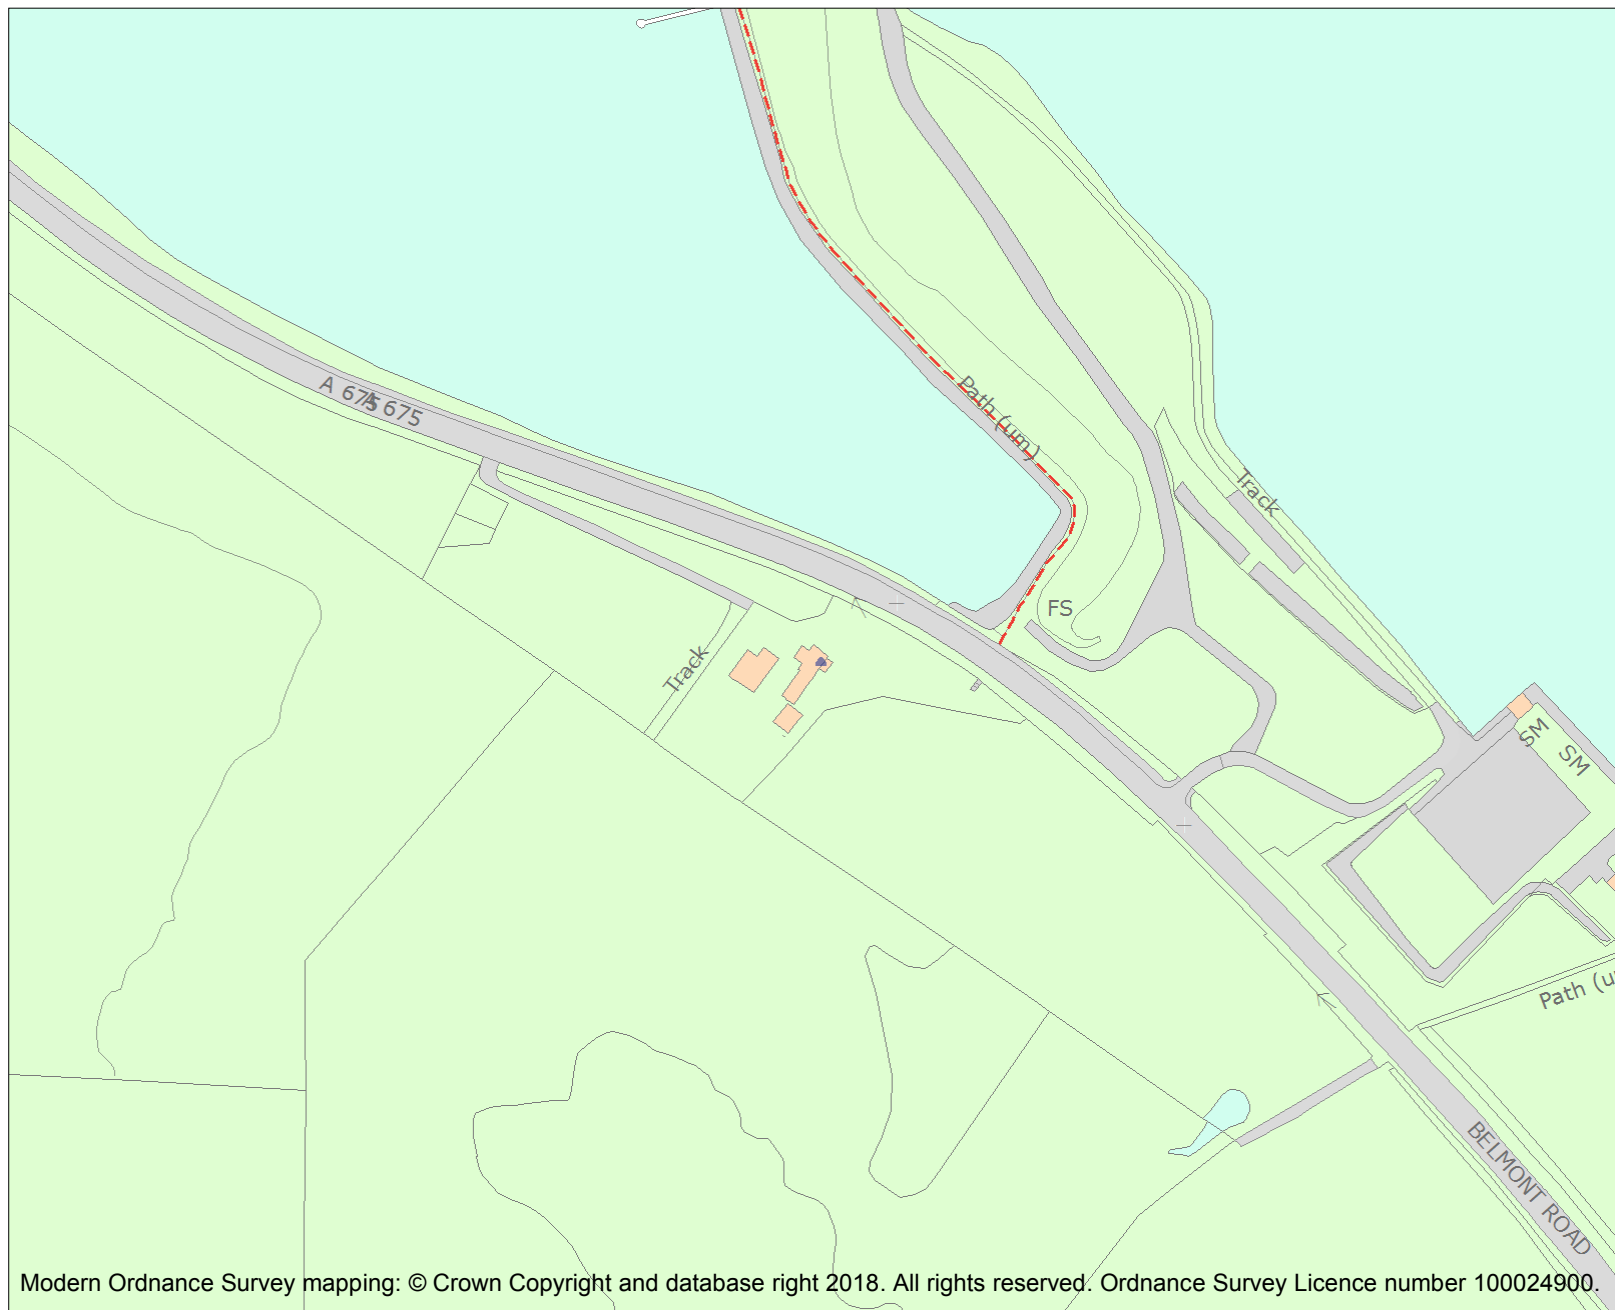 A 675
A 675
Path (um)
Track
FS
Track
SM
SM
Path (u
BELMONT ROAD
Modern Ordnance Survey mapping: © Crown Copyright and database right 2018. All rights reserved. Ordnance Survey Licence number 100024900.